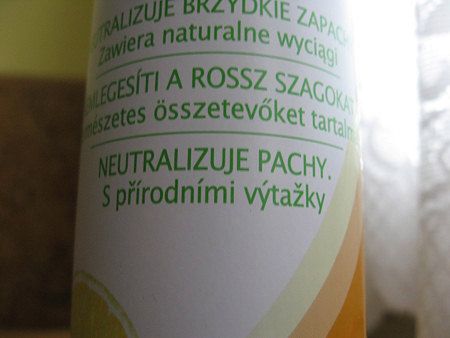 BRZYDKIE
Zawiera naturalne wyciągi
A ROSSZ SZAGOKAT
összetevőket
NEUTRALIZUJE PACHY.
S přírodními výtažky